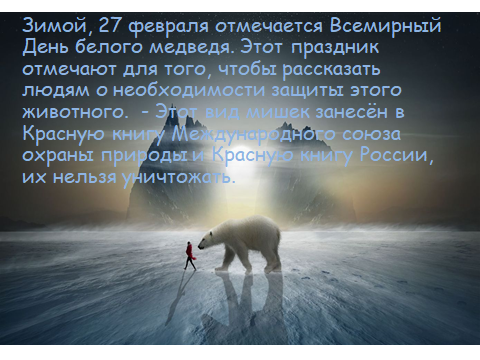 Зимой, 27 февраля отмечается Всемирный
День белого медведя. Этот праздник
отмечают для того, чтобы рассказать
людям о необходимости защиты этого
животного.  - Этот вид мишек занесён в
Красную книгу Международного союза
охраны природы и Красную книгу России,
их нельзя уничтожать.